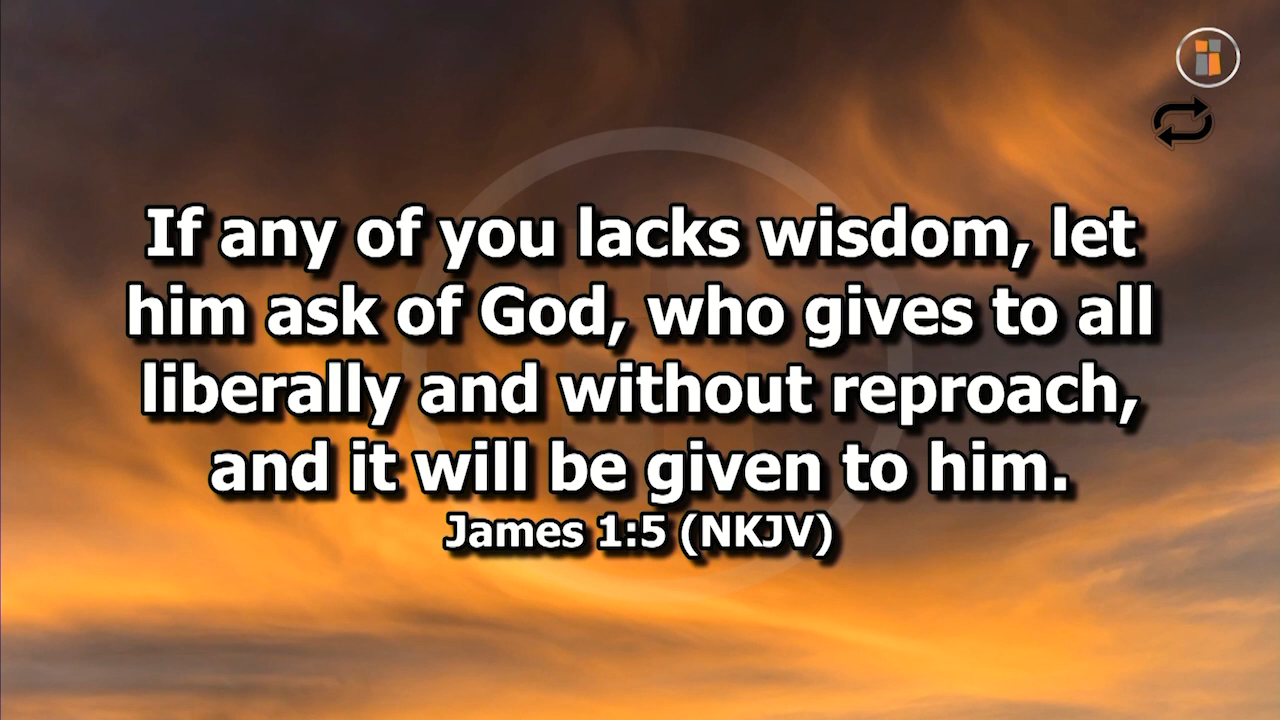 If any of you lacks wisdom, let
him ask of God, who gives to all
liberally and without reproach,
and it will be given to him.
James 1:5 (NKJV)